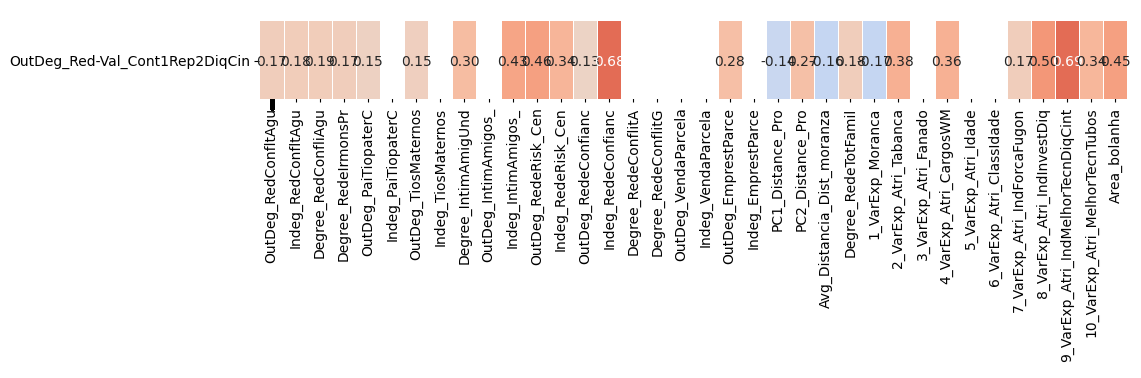 OutDeg_Red-Val_Cont1Rep2DiqCin
0.17 0.18 0.19 0.17 0.15 0.15 0.30 0.43 0.46 0.34 0.13 0.68 0.28 -0.14 0.27 -0.16 0.18 -0.17 0.38 0.36 0.17 0.50 0.69 0.34 0.45
OutDeg_RedConfltAgu
Indeg_RedConfltAgu
Degree_RedConfliAgu
Degree_RedeIrmonsPr
OutDeg_PaiTiopaterC
Indeg_PaiTiopaterC
OutDeg_TiosMaternos
Indeg_TiosMaternos
Degree_IntimAmigUnd
OutDeg_IntimAmigos_
Indeg_IntimAmigos_
OutDeg_RedeRisk_Cen
Indeg_RedeRisk_Cen
OutDeg_Redeconfianc
Indeg_Redeconfianc
Degree_RedeConflitA
Degree_RedeConflitG
OutDeg_VendaParcela
Indeg_VendaParcela
OutDeg_EmprestParce
Indeg_EmprestParce
PC1_Distance_Pro
PC2_Distance_Pro
Avg_Distancia_Dist_moranza
Degree_RedeTotFamil
1_VarExp_Moranca
2_VarExp_Atri_Tabanca
3_VarExp_Atri_Fanado
4_VarExp_Atri_CargosWM
5_VarExp_Atri_Idade
6_VarExp_Atri_ClassIdade
7_VarExp_Atri_IndForcaFugon
8_VarExp_Atri_IndInvestDiq
9_VarExp_Atri_IndMelhorTecnDiqCint
10_VarExp_Atri_MelhorTecnTubos
Area_bolanha